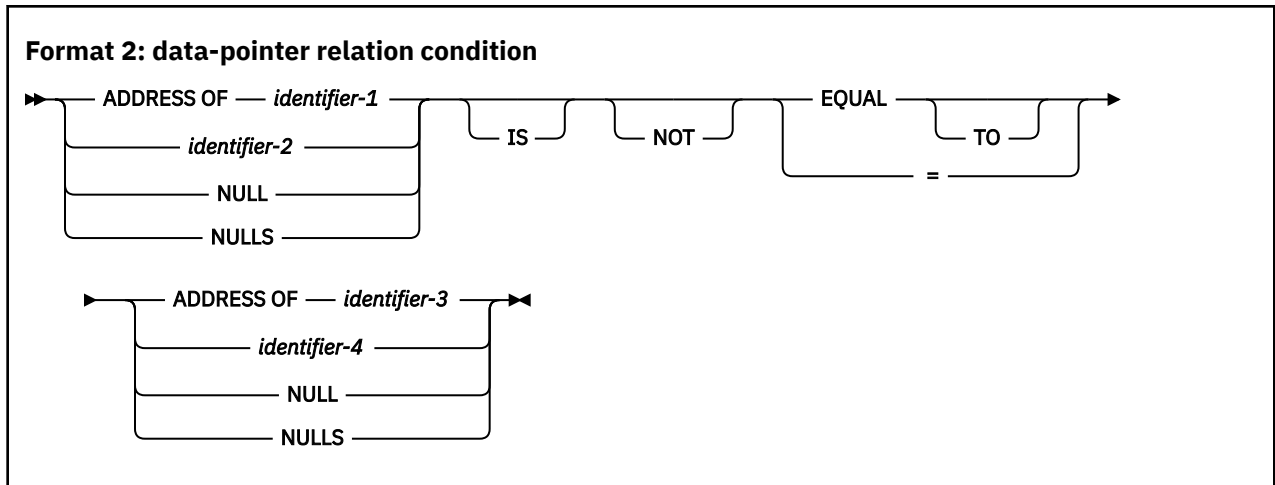 Format 2: data-pointer relation condition
ADDRESS OF identifier-1 EQUAL
identifier-2 IS NOT TO
=
NULL
NULLS
ADDRESS OF identifier-3
identifier-4
NULL
NULLS